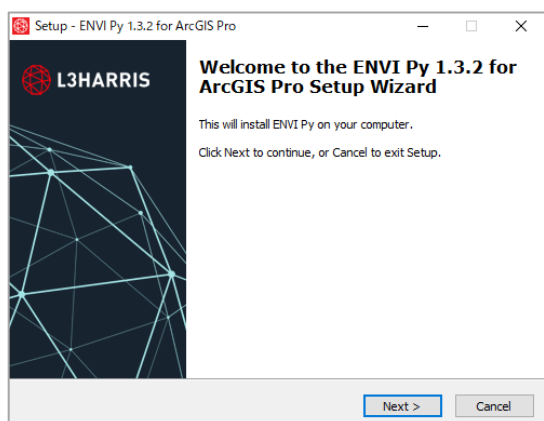 Setup - ENVI Py 1.3.2 for ArcGIS Pro
L3HARRIS
Welcome to the ENVI Py 1.3.2 for
ArcGIS Pro Setup Wizard
This will install ENVI Py on your computer.
Click Next to continue, or Cancel to exit Setup.
Next >
Cancel